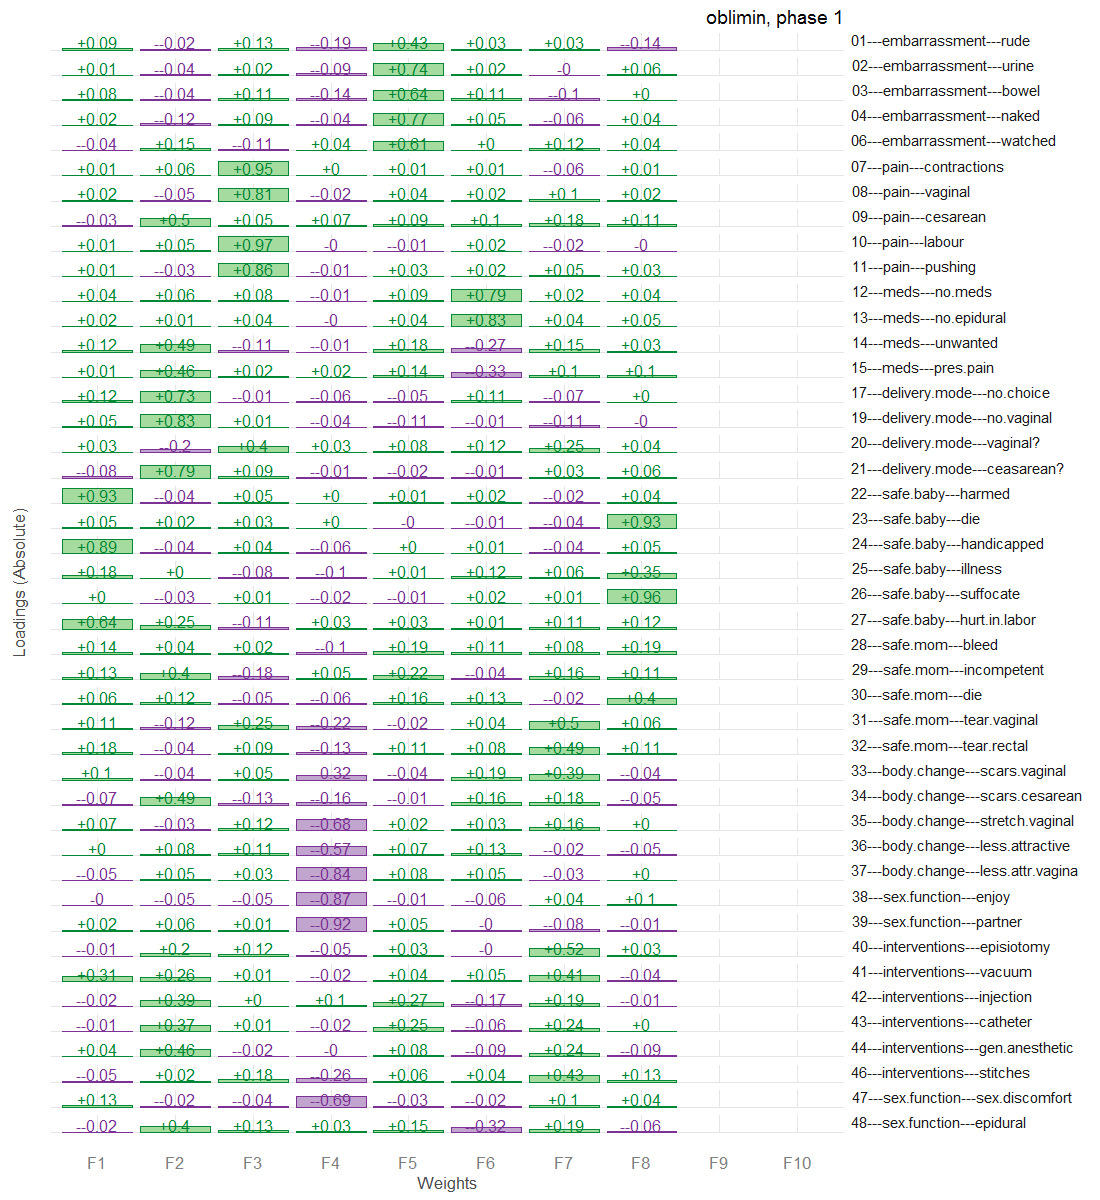 oblimin, phase 1
+0.09 --0.02 +0.13 --0.19 +0.43 +0.03 +0.03 --0.14 01---embarrassment---rude
+0.01 --0.04 +0.02 --0.09 +0.74 +0.02 -0 +0.06 02---embarrassment---urine
+0.08 --0.04 +0.11 --0.14 +0.64 +0.11 --0.1 +0 03---embarrassment---bowel
+0.02 --0.12 +0.09 --0.04 +0.77 +0.05 --0.06 +0.04 04---embarrassment---naked
--0.04 +0.15 --0.11 +0.04 +0.61 +0 +0.12 +0.04 06---embarrassment---watched
+0.01 +0.06 +0.95 +0 +0.01 +0.01 --0.06 +0.01 07---pain---contractions
+0.02 --0.05 +0.81 --0.02 +0.04 +0.02 +0.1 +0.02 08---pain---vaginal
--0.03 +0.5 +0.05 +0.07 +0.09 +0.1 +0.18 +0.11 09---pain---cesarean
+0.01 +0.05 +0.97 -0 --0.01 +0.02 --0.02 -0 10---pain---labour
+0.01 --0.03 +0.86 --0.01 +0.03 +0.02 +0.05 +0.03 11---pain---pushing
+0.04 +0.06 +0.08 --0.01 +0.09 +0.79 +0.02 +0.04 12---meds---no.meds
+0.02 +0.01 +0.04 -0 +0.04 +0.83 +0.04 +0.05 13---meds---no.epidural
+0.12 +0.49 --0.11 --0.01 +0.18 --0.27 +0.15 +0.03 14---meds---unwanted
+0.01 +0.46 +0.02 +0.02 +0.14 --0.33 +0.1 +0.1 15---meds---pres.pain
+0.12 +0.73 --0.01 --0.06 --0.05 +0.11 --0.07 +0 17---delivery.mode---no.choice
+0.05 +0.83 +0.01 --0.04 --0.11 --0.01 --0.11 -0 19---delivery.mode---no.vaginal
+0.03 --0.2 +0.4 +0.03 +0.08 +0.12 +0.25 +0.04 20---delivery.mode---vaginal?
--0.08 +0.79 +0.09 --0.01 --0.02 --0.01 +0.03 +0.06 21---delivery.mode---ceasarean?
+0.93 --0.04 +0.05 +0 +0.01 +0.02 --0.02 +0.04 22---safe.baby---harmed
+0.05 +0.02 +0.03 +0 -0 --0.01 --0.04 +0.93 23---safe.baby---die
+0.89 --0.04 +0.04 --0.06 +0 +0.01 --0.04 +0.05 24---safe.baby---handicapped
+0.18 +0 --0.08 --0.1 +0.01 +0.12 +0.06 +0.35 25---safe.baby---illness
+0 --0.03 +0.01 --0.02 --0.01 +0.02 +0.01 +0.96 26---safe.baby---suffocate
+0.64 +0.25 --0.11 +0.03 +0.03 +0.01 +0.11 +0.12 27---safe.baby---hurt.in.labor
+0.14 +0.04 +0.02 --0.1 +0.19 +0.11 +0.08 +0.19 28---safe.mom---bleed
+0.13 +0.4 --0.18 +0.05 +0.22 --0.04 +0.16 +0.11 29---safe.mom---incompetent
+0.06 +0.12 --0.05 --0.06 +0.16 +0.13 --0.02 +0.4 30---safe.mom---die
+0.11 --0.12 +0.25 --0.22 --0.02 +0.04 +0.5 +0.06 31---safe.mom---tear.vaginal
+0.18 --0.04 +0.09 --0.13 +0.11 +0.08 +0.49 +0.11 32---safe.mom---tear.rectal
+0.1 --0.04 +0.05 --0.32 --0.04 +0.19 +0.39 --0.04 33---body.change---scars.vaginal
--0.07 +0.49 --0.13 --0.16 --0.01 +0.16 +0.18 --0.05 34---body.change---scars.cesarean
+0.07 --0.03 +0.12 --0.68 +0.02 +0.03 +0.16 +0 35---body.change---stretch.vaginal
+0 +0.08 +0.11 --0.57 +0.07 +0.13 --0.02 --0.05 36---body.change---less.attractive
--0.05 +0.05 +0.03 --0.84 +0.08 +0.05 --0.03 +0 37---body.change---less.attr.vagina
-0 --0.05 --0.05 --0.87 --0.01 --0.06 +0.04 +0.1 38---sex.function---enjoy
+0.02 +0.06 +0.01 --0.92 +0.05 -0 --0.08 --0.01 39---sex.function---partner
--0.01 +0.2 +0.12 --0.05 +0.03 -0 +0.52 +0.03 40---interventions---episiotomy
+0.31 +0.26 +0.01 --0.02 +0.04 +0.05 +0.41 --0.04 41---interventions---vacuum
--0.02 +0.39 +0 +0.1 +0.27 --0.17 +0.19 --0.01 42---interventions---injection
--0.01 +0.37 +0.01 --0.02 +0.25 --0.06 +0.24 +0 43---interventions---catheter
+0.04 +0.46 --0.02 -0 +0.08 --0.09 +0.24 --0.09 44---interventions---gen.anesthetic
--0.05 +0.02 +0.18 --0.26 +0.06 +0.04 +0.43 +0.13 46---interventions---stitches
+0.13 --0.02 --0.04 --0.69 --0.03 --0.02 +0.1 +0.04 47---sex.function---sex.discomfort
--0.02 +0.4 +0.13 +0.03 +0.15 --0.32 +0.19 --0.06 48---sex.function---epidural
F1 F2 F3 F4 F5 F6 F7 F8 F9 F10
Weights
Loadings (Absolute)